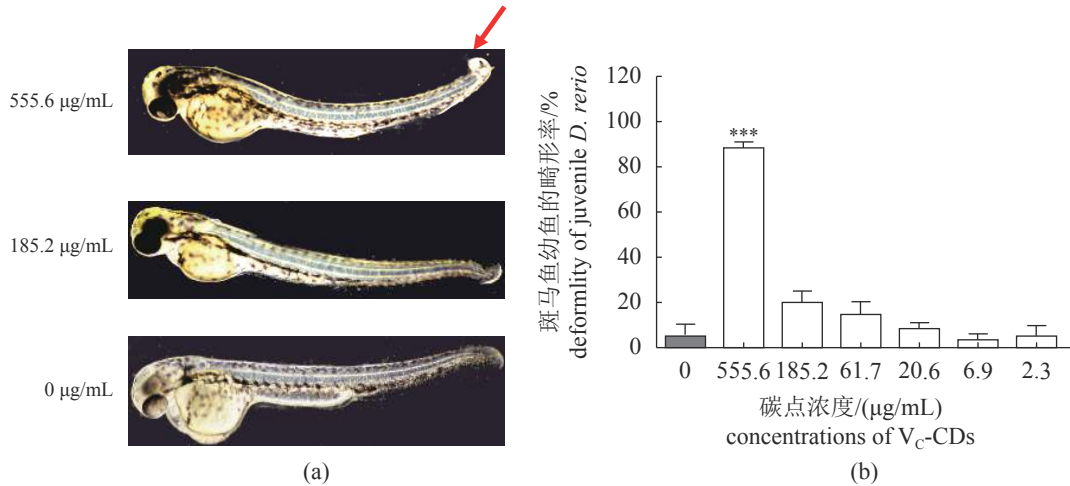 555.6 μg/mL
185.2 μg/mL
0 μg/mL
(a)
斑马鱼幼鱼的畸形率/%
deformlity of juvenile D. rerio
120
100
80
60
40
20
0
***
0 555.6 185.2 61.7 20.6 6.9 2.3
碳点浓度/(μg/mL)
concentrations of VC-CDs
(b)